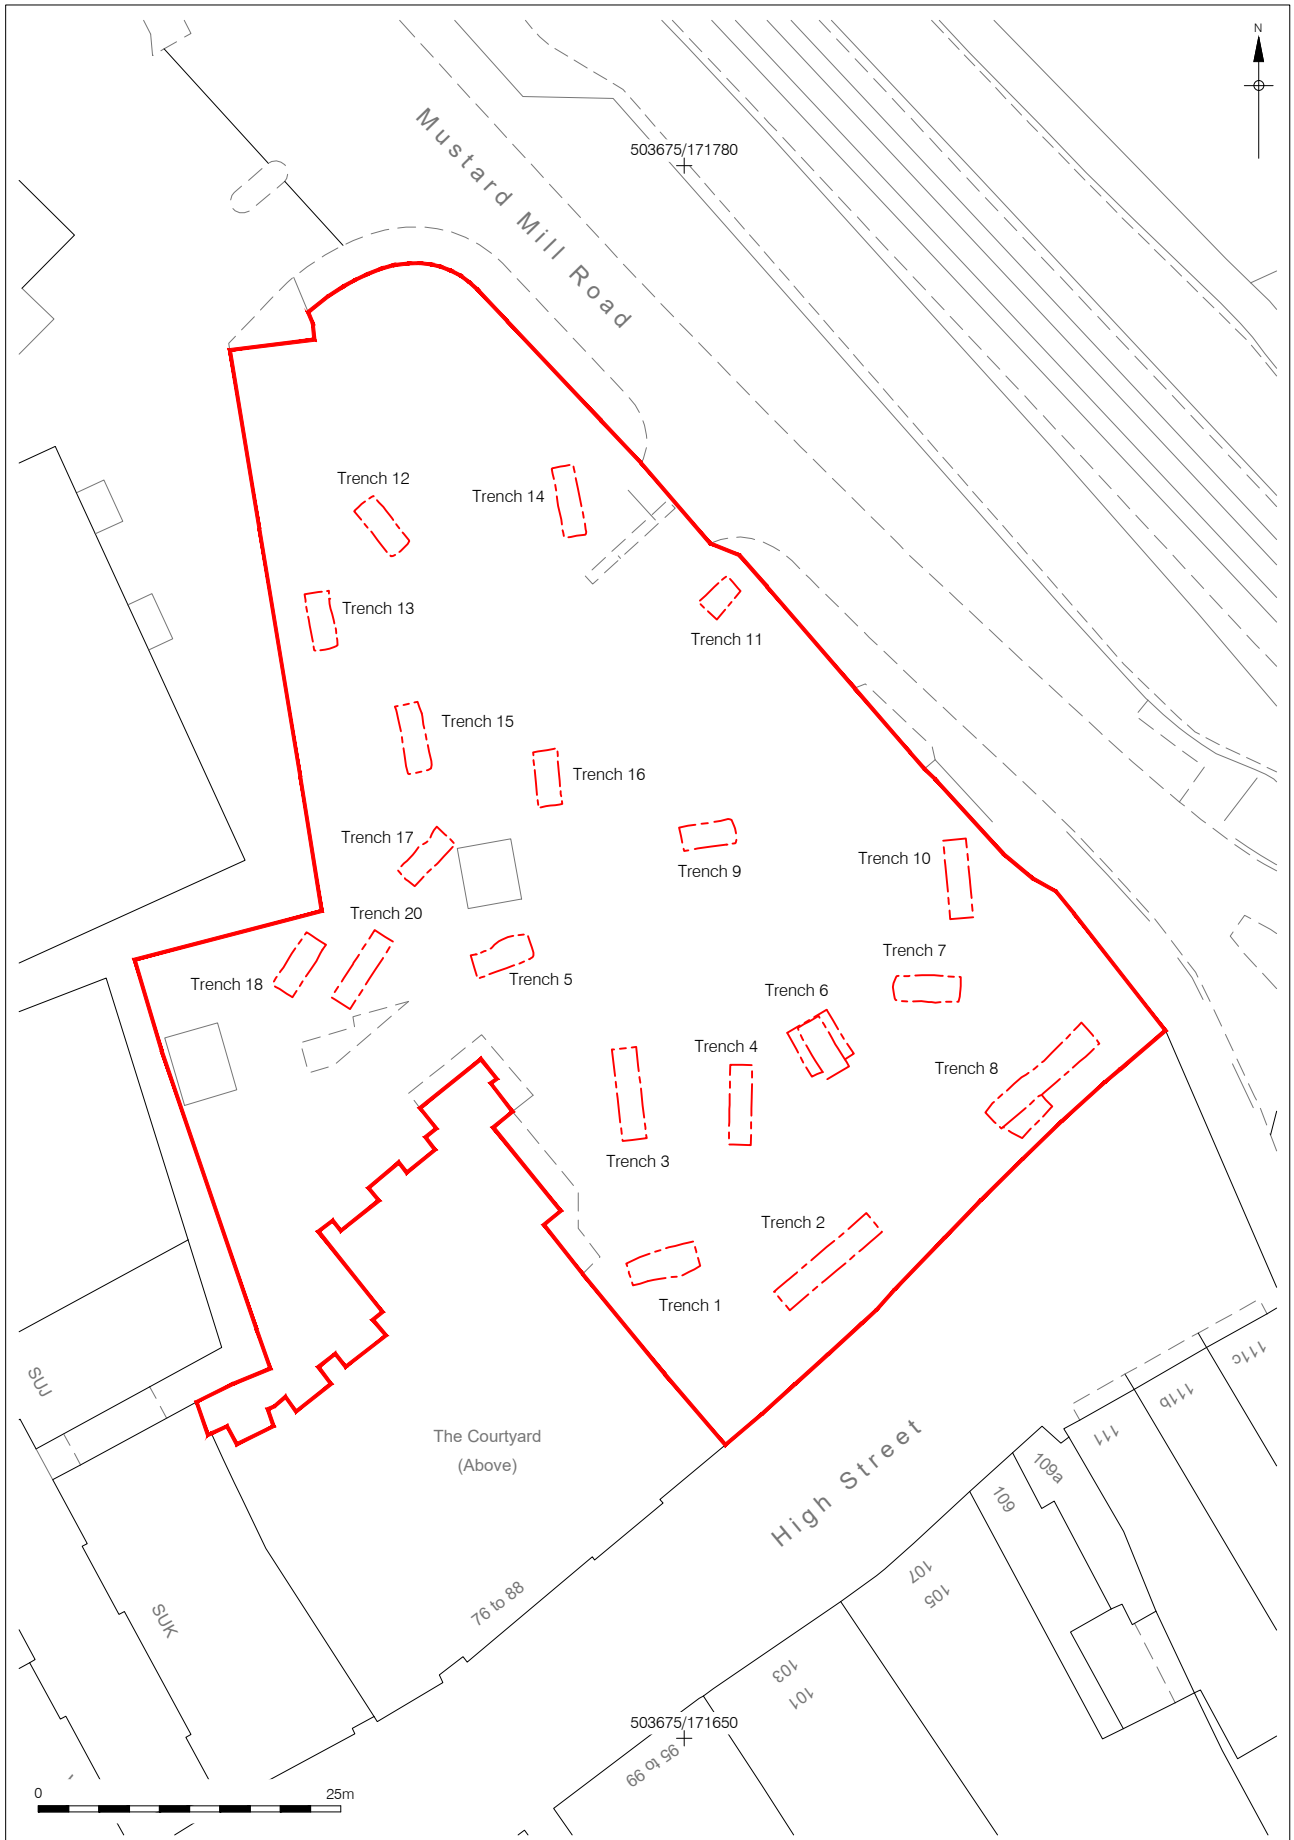 N
Mustard Mill Road
503675/171780
Trench 12
Trench 14
Trench 13
Trench 11
Trench 15
Trench 16
Trench 17
Trench 9
Trench 10
Trench 20
Trench 18
Trench 5
Trench 7
Trench 6
Trench 4
Trench 8
Trench 3
Trench 2
Trench 1
SUJ
The Courtyard
(Above)
High Street
111c
111b
111
109a
109
107
105
76 to 88
SUK
103
101
503675/171650
95 to 99
0
25m